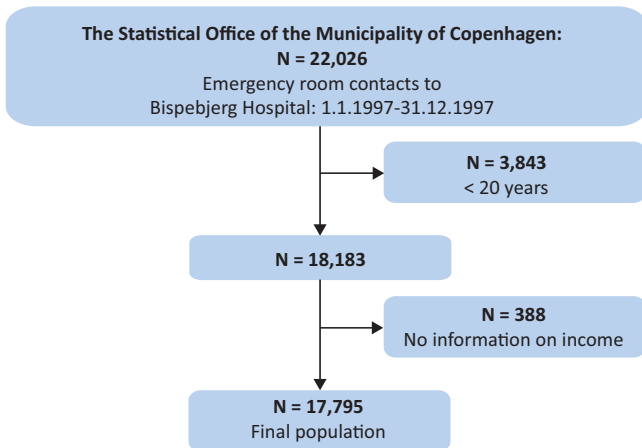 The Statistical Office of the Municipality of Copenhagen:
N = 22,026
Emergency room contacts to
Bispebjerg Hospital: 1.1.1997-31.12.1997
N = 3,843
< 20 years
N = 18,183
N = 388
No information on income
N = 17,795
Final population